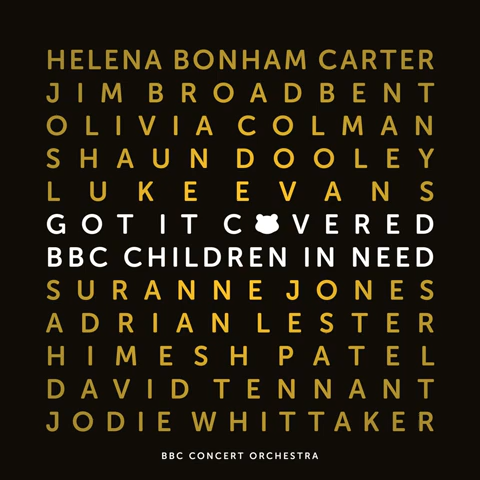 HELENA BONHAM CARTER
JIM BROADBENT
OLIVIA COLMAN
SHAUN DOOLEY
LUKE EVANS
GOT IT COVERED
BBC CHILDREN IN NEED
SURANNE JONES
ADRIAN LESTER
HIMESH PATEL
DAVID TENNANT
JODIE WHITTAKER
BBC CONCERT ORCHESTRA